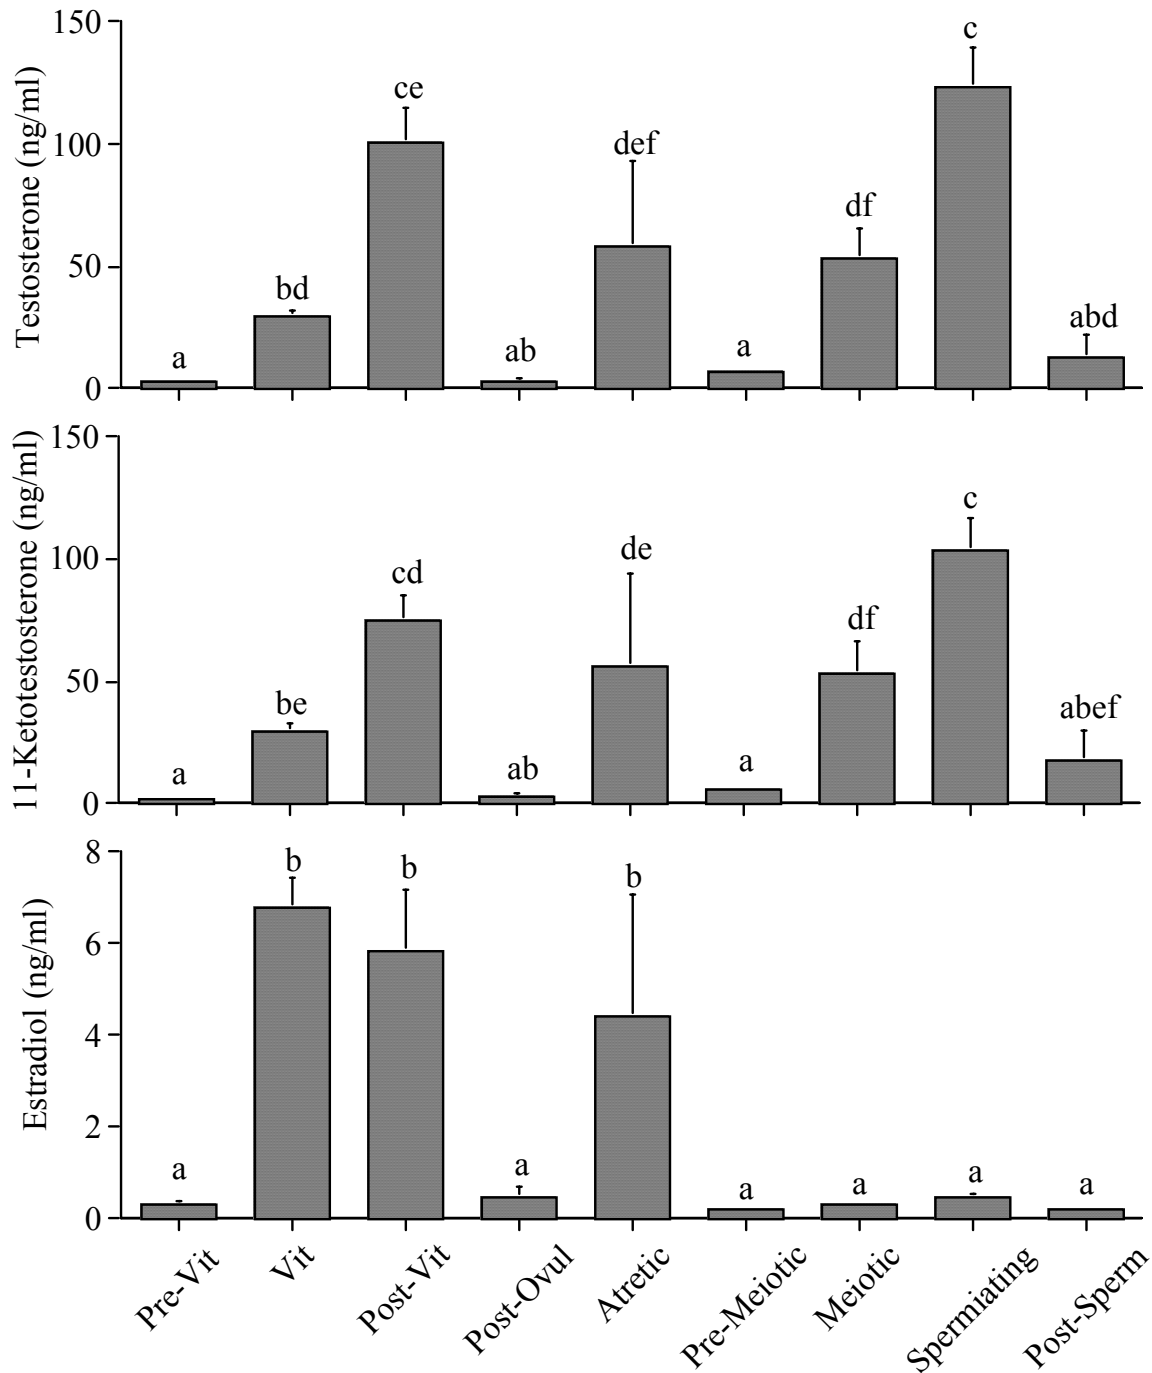 Testosterone (ng/ml)
150
100
50
0
a
bd
ce
ab
def
a
df
c
abd
11-Ketotestosterone (ng/ml)
150
100
50
0
a
be
cd
ab
de
a
df
c
abef
Estradiol (ng/ml)
8
6
4
2
0
a
b
b
a
b
a
a
a
a
Pre-Vit
Vit
Post-Vit
Post-Ovul
Atretic
Pre-Meiotic
Meiotic
Spermiating
Post-Sperm